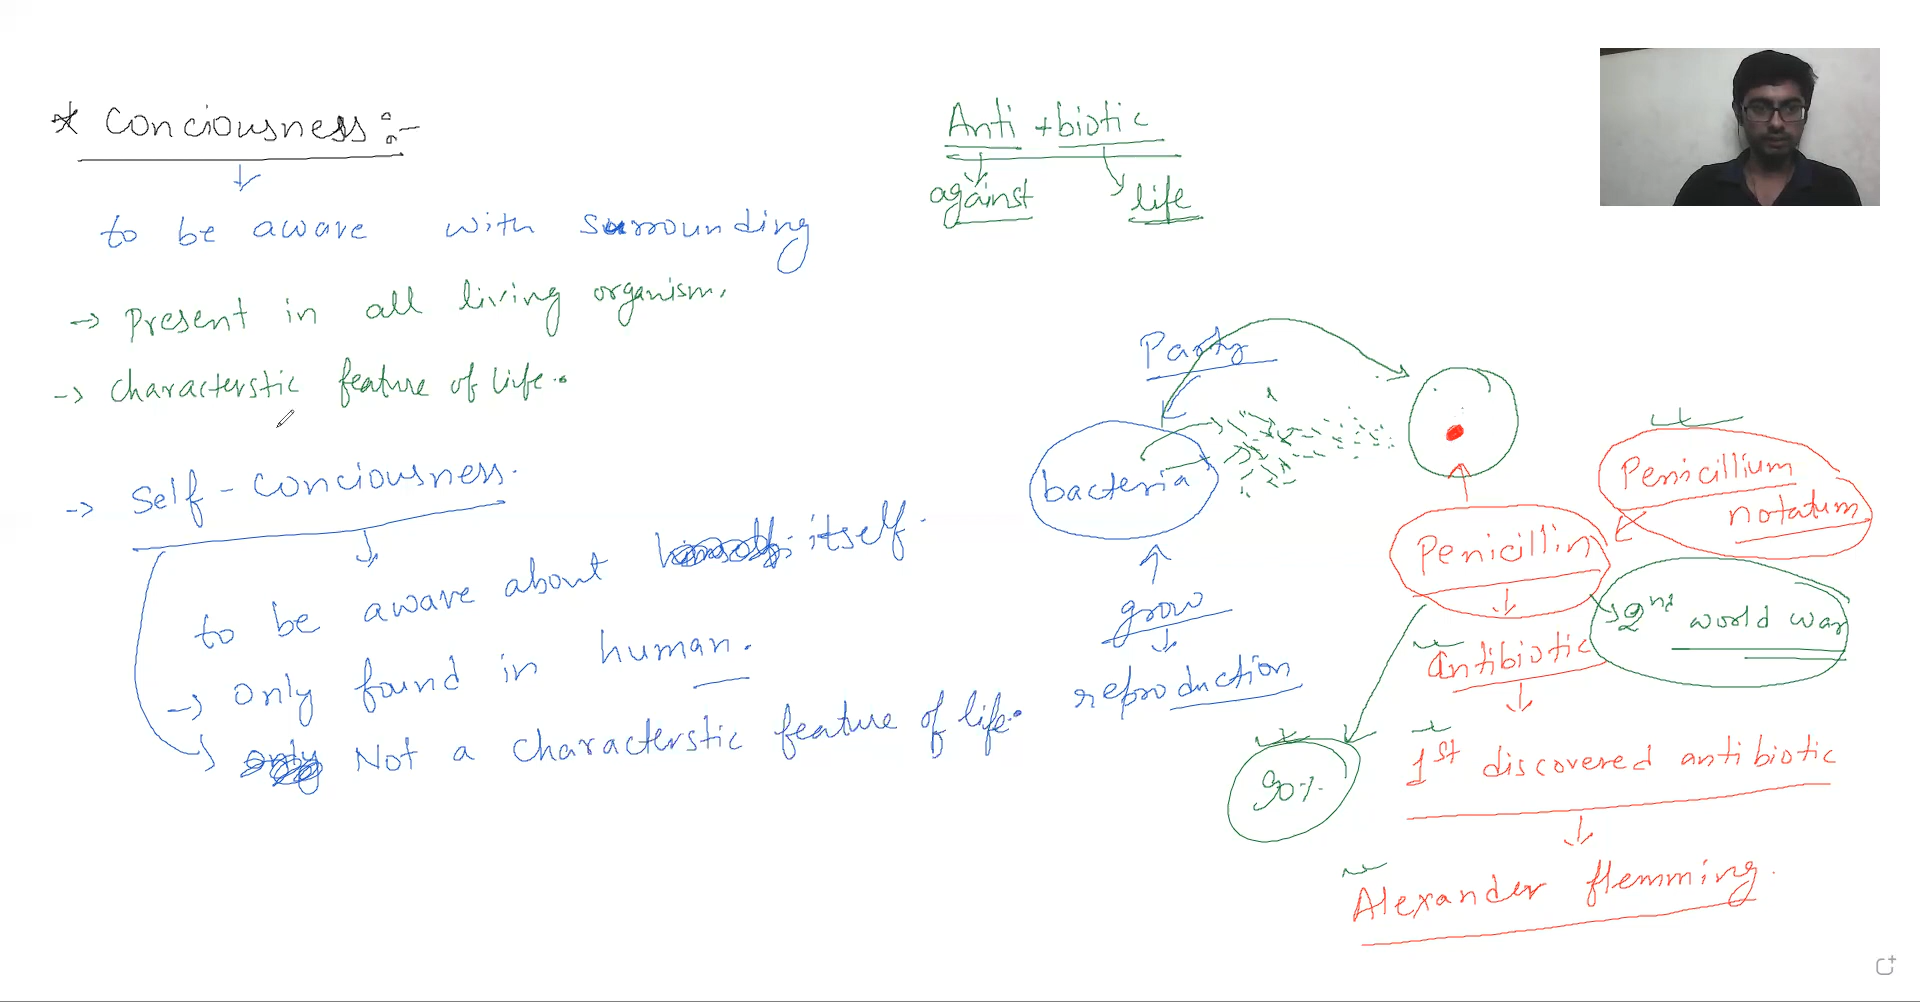 * Conciousness :-
to be aware with surrounding
-> Present in all living organism.
-> characterstic feature of life.
-> Self-conciousness.
to be aware about itself.
-> Only found in human.
Not a characterstic feature of life.
Anti + biotic
against life
Party
bacteria
grow
reproduction
Penicillium
notatum
Penicillin
2nd world war
Antibiotic
90%
1st discovered antibiotic
Alexander flemming.